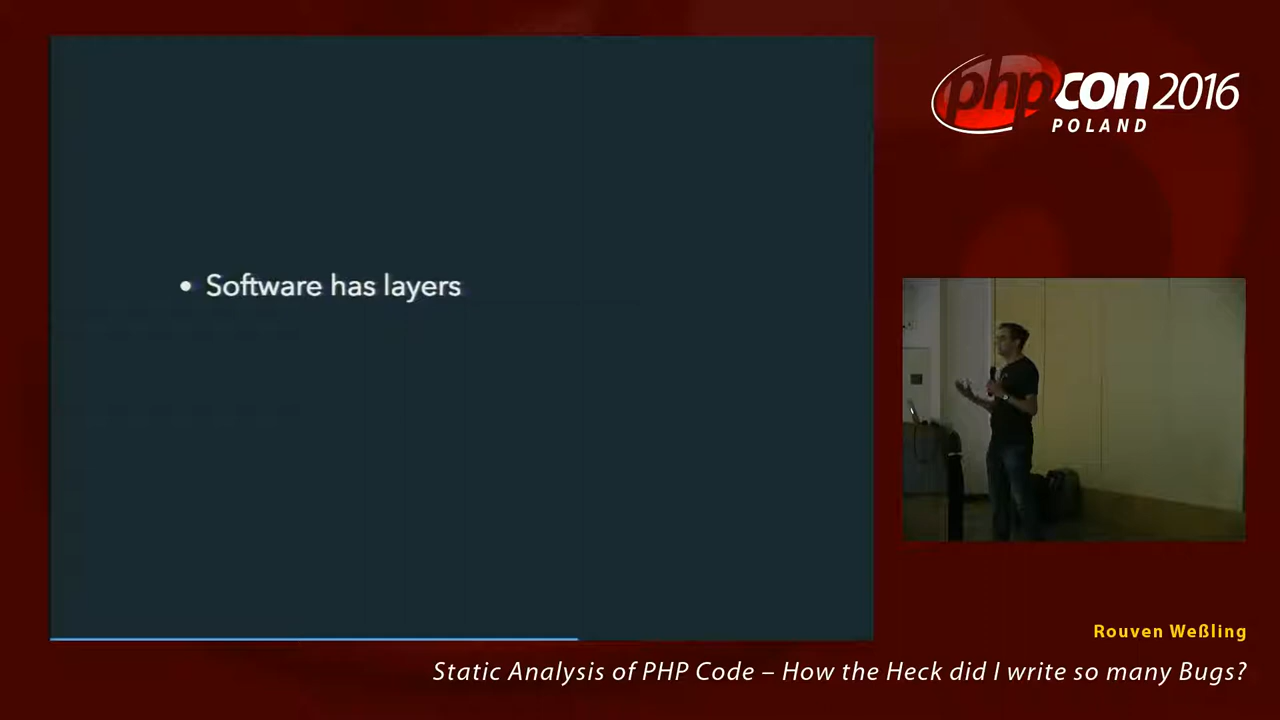 phpcon 2016
POLAND
• Software has layers
Rouven Weßling
Static Analysis of PHP Code – How the Heck did I write so many Bugs?